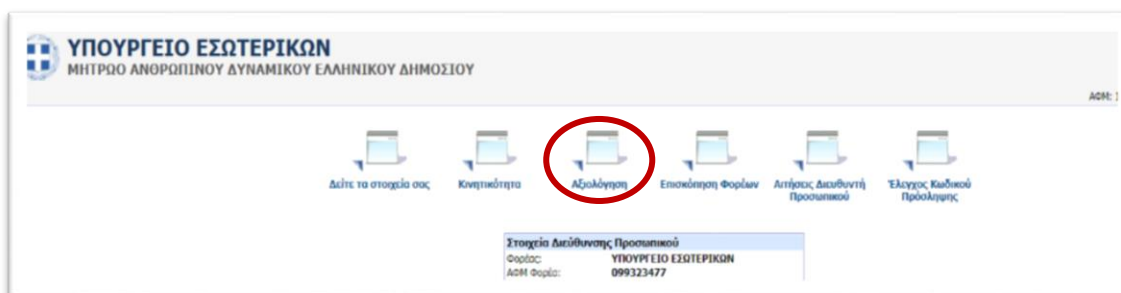 ΥΠΟΥΡΓΕΙΟ ΕΣΩΤΕΡΙΚΩΝ
ΜΗΤΡΩΟ ΑΝΘΡΩΠΙΝΟΥ ΔΥΝΑΜΙΚΟΥ ΕΛΛΗΝΙΚΟΥ ΔΗΜΟΣΙΟΥ
ΑΦΜ:
Δείτε τα στοιχεία σας Κινητικότητα Αξιολόγηση Επισκόπηση Φορέων Αιτήσεις Διευθυντή Έλεγχος Κωδικού
Προσωπικού Πρόσληψης
Στοιχεία Διεύθυνσης Προσωπικού
Φορέας: ΥΠΟΥΡΓΕΙΟ ΕΣΩΤΕΡΙΚΩΝ
ΑΦΜ Φορέα: 099323477